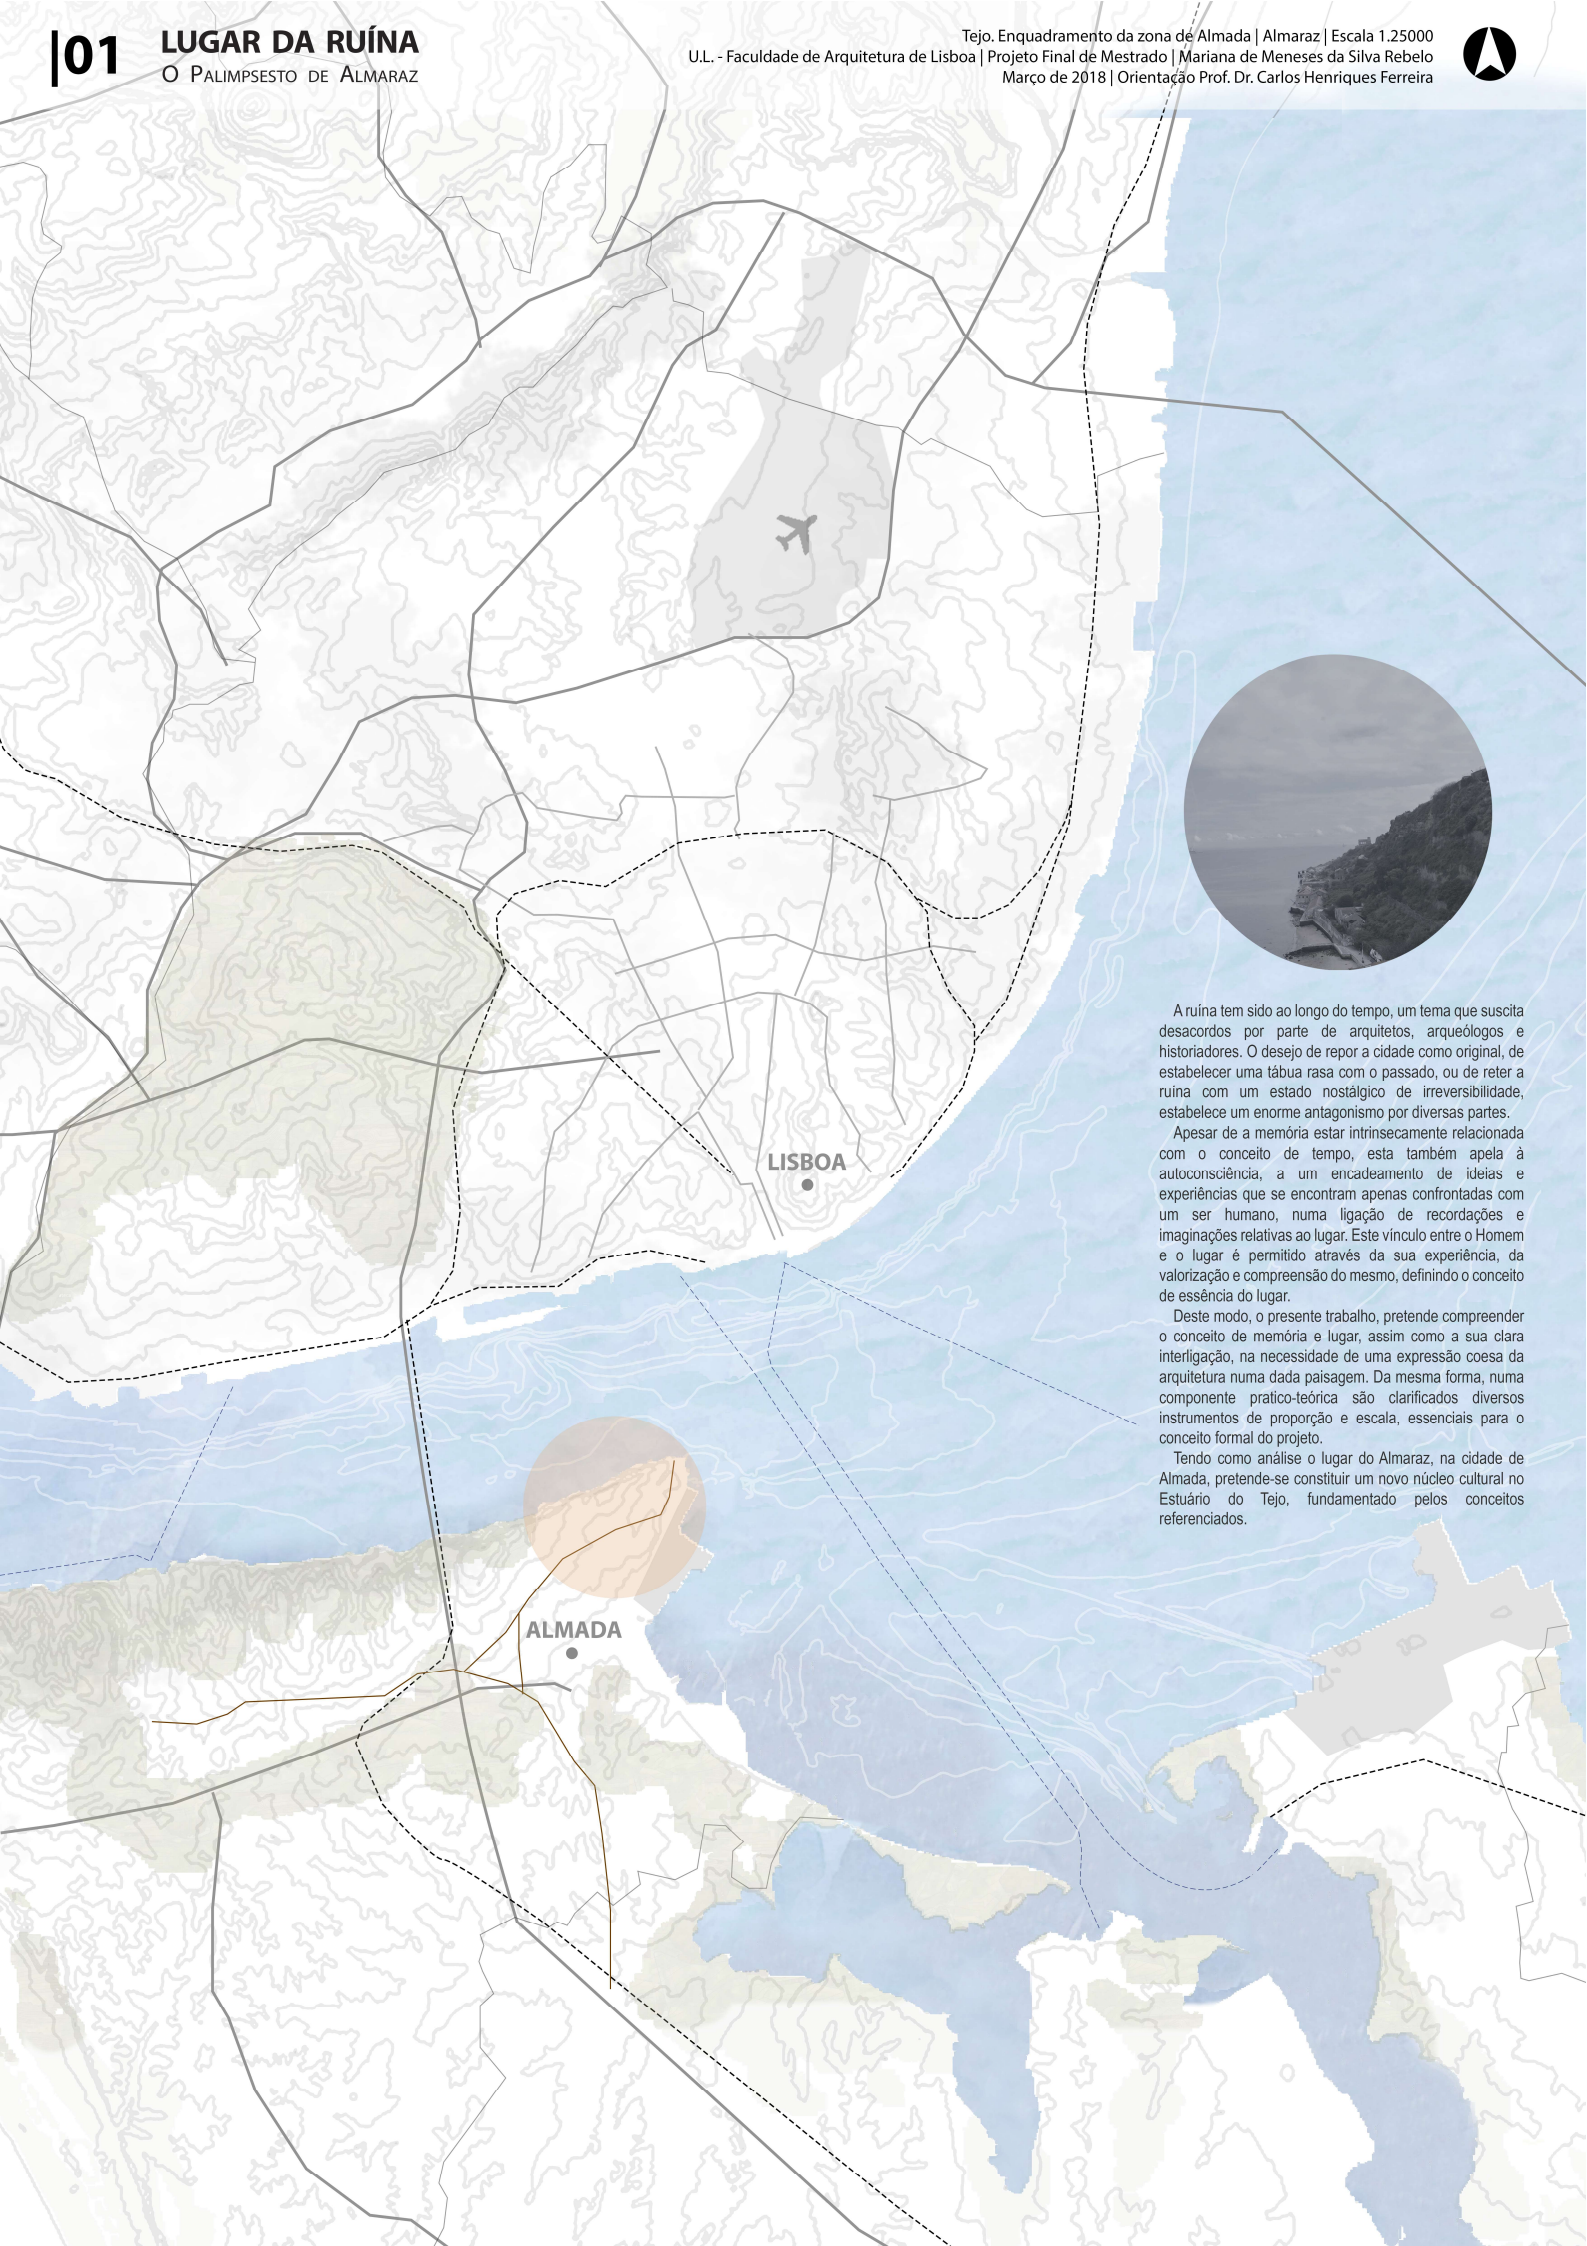 |01
LUGAR DA RUÍNA
O Palimpsesto de Almaraz
Tejo. Enquadramento da zona de Almada | Almaraz | Escala 1.25000
U.L. - Faculdade de Arquitetura de Lisboa | Projeto Final de Mestrado | Mariana de Meneses da Silva Rebelo
Março de 2018 | Orientação Prof. Dr. Carlos Henriques Ferreira
A ruína tem sido ao longo do tempo, um tema que suscita
desacordos por parte de arquitetos, arqueólogos e
historiadores. O desejo de repor a cidade como original, de
estabelecer uma tábua rasa com o passado, ou de reter a
ruína com um estado nostálgico de irreversibilidade,
estabelece um enorme antagonismo por diversas partes.
Apesar de a memória estar intrinsecamente relacionada
com o conceito de tempo, esta também apela à
autoconsciência, a um encadeamento de ideias e
experiências que se encontram apenas confrontadas com
um ser humano, numa ligação de recordações e
imaginações relativas ao lugar. Este vínculo entre o Homem
e o lugar é permitido através da sua experiência, da
valorização e compreensão do mesmo, definindo o conceito
de essência do lugar.
Deste modo, o presente trabalho, pretende compreender
o conceito de memória e lugar, assim como a sua clara
interligação, na necessidade de uma expressão coesa da
arquitetura numa dada paisagem. Da mesma forma, numa
componente pratico-teórica são clarificados diversos
instrumentos de proporção e escala, essenciais para o
conceito formal do projeto.
Tendo como análise o lugar do Almaraz, na cidade de
Almada, pretende-se constituir um novo núcleo cultural no
Estuário do Tejo, fundamentado pelos conceitos
referenciados.
LISBOA
ALMADA